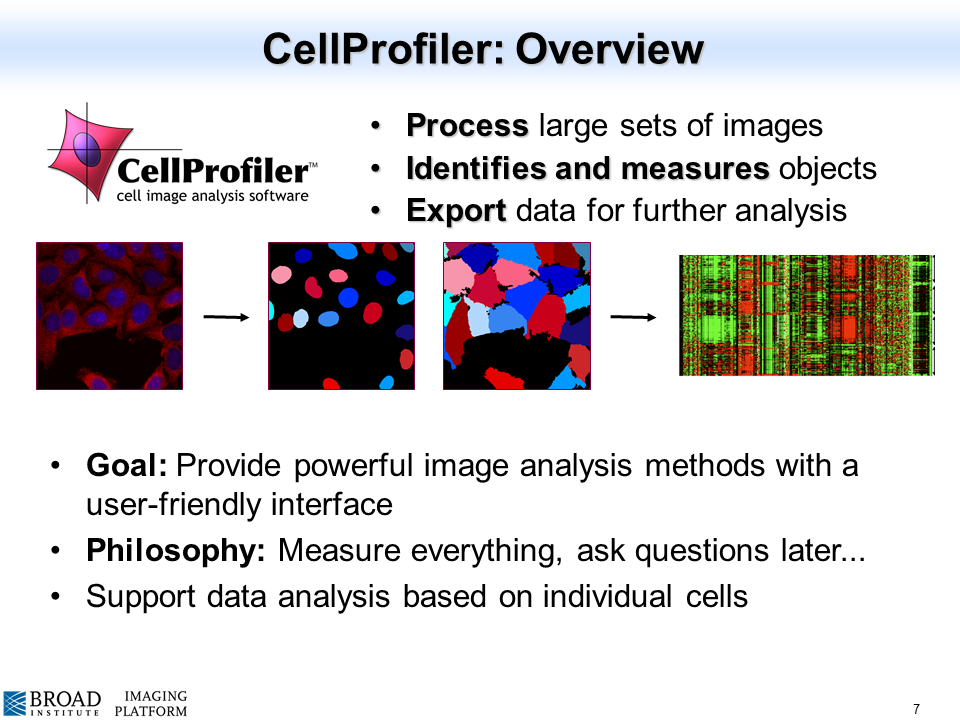 CellProfiler: Overview
CellProfiler™
cell image analysis software
• Process large sets of images
• Identifies and measures objects
• Export data for further analysis
• Goal: Provide powerful image analysis methods with a
user-friendly interface
• Philosophy: Measure everything, ask questions later...
• Support data analysis based on individual cells
BROAD
INSTITUTE
IMAGING
PLATFORM
7